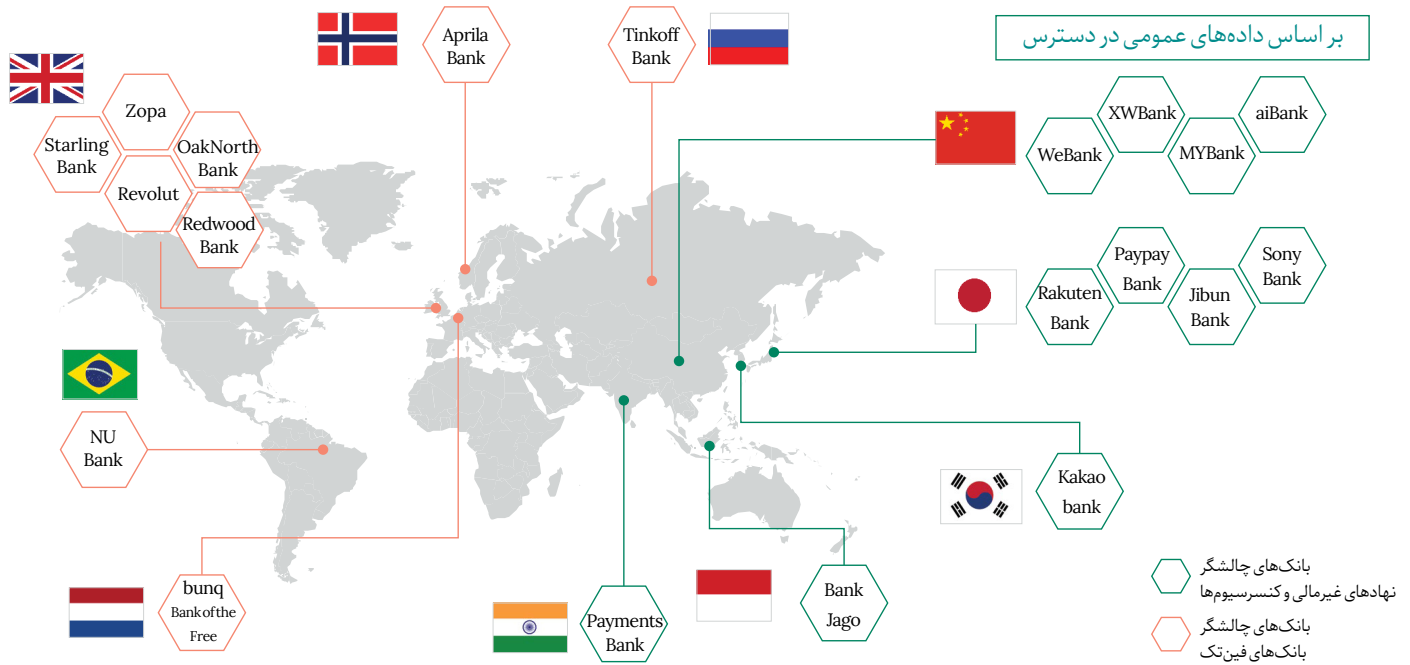 بر اساس داده‌های عمومی در دسترس
Aprila
Bank
Tinkoff
Bank
Zopa
Starling
Bank
OakNorth
Bank
Revolut
Redwood
Bank
XWBank
aiBank
WeBank
MYBank
Paypay
Bank
Sony
Bank
Rakuten
Bank
Jibun
Bank
NU
Bank
Kakao
bank
bunq
Bank of the
Free
Payments
Bank
Bank
Jago
بانک‌های چالشگر
نهادهای غیرمالی و کنسرسیوم‌ها
بانک‌های چالشگر
بانک‌های فین‌تک